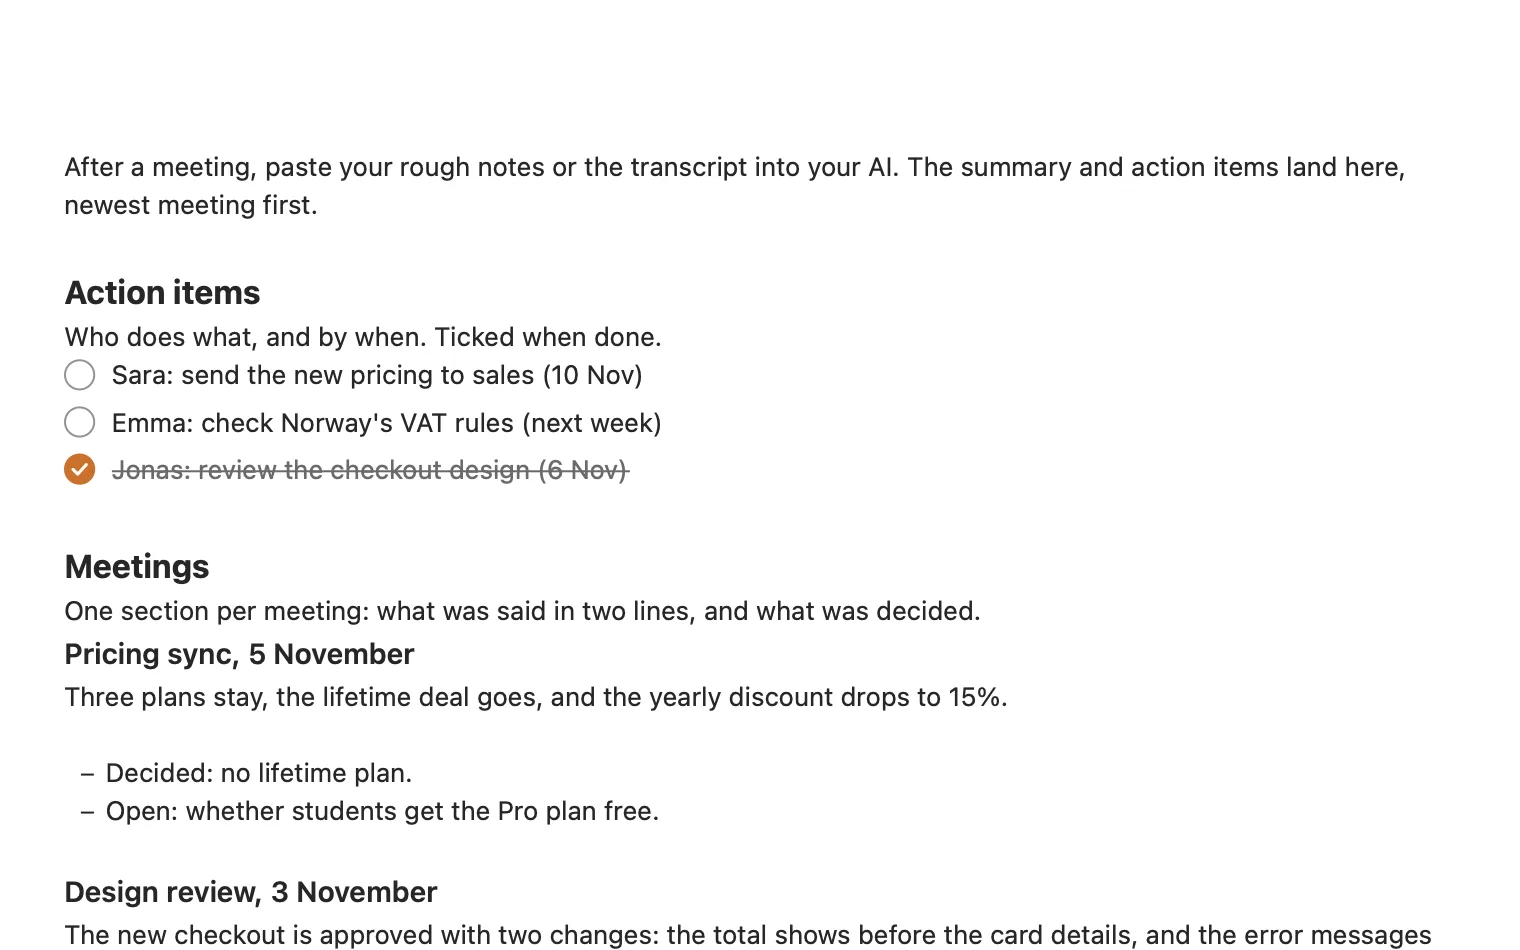 After a meeting, paste your rough notes or the transcript into your AI. The summary and action items land here,
newest meeting first.
Action items
Who does what, and by when. Ticked when done.
Sara: send the new pricing to sales (10 Nov)
Emma: check Norway's VAT rules (next week)
Jonas: review the checkout design (6 Nov)
Meetings
One section per meeting: what was said in two lines, and what was decided.
Pricing sync, 5 November
Three plans stay, the lifetime deal goes, and the yearly discount drops to 15%.
– Decided: no lifetime plan.
– Open: whether students get the Pro plan free.
Design review, 3 November
The new checkout is approved with two changes: the total shows before the card details, and the error messages